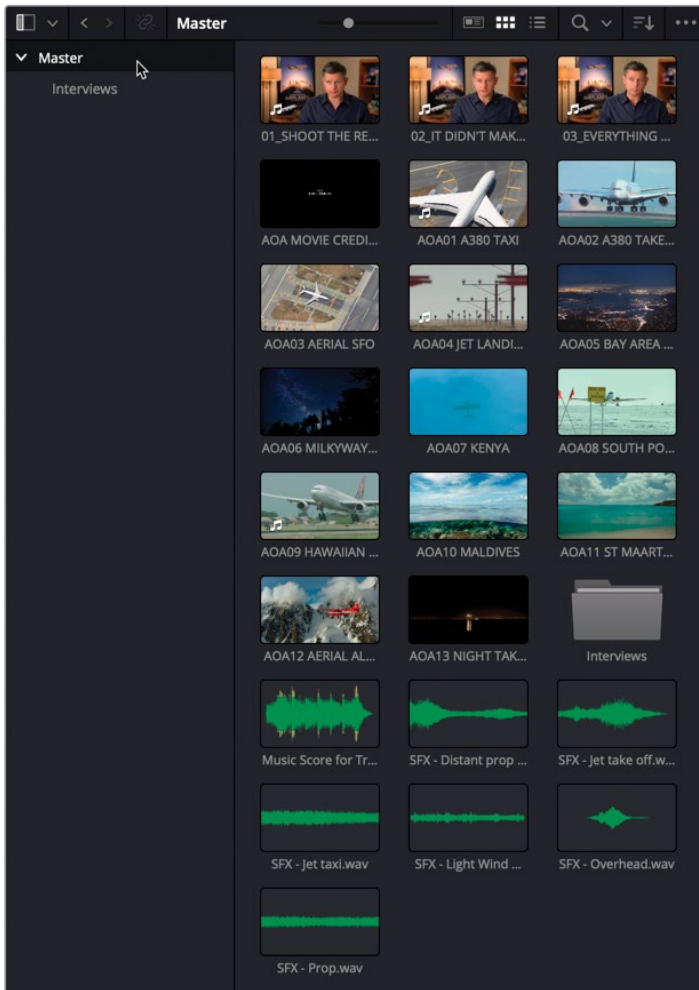 Master
Master
Interviews
01_SHOOT THE RE...
02_IT DIDN'T MAK...
03_EVERYTHING ...
AOA MOVIE CREDI...
AOA01 A380 TAXI
AOA02 A380 TAKE...
AOA03 AERIAL SFO
AOA04 JET LANDI...
AOA05 BAY AREA ...
AOA06 MILKYWAY...
AOA07 KENYA
AOA08 SOUTH PO...
AOA09 HAWAIIAN ...
AOA10 MALDIVES
AOA11 ST MAART...
AOA12 AERIAL AL...
AOA13 NIGHT TAK...
Interviews
Music Score for Tr...
SFX - Distant prop ...
SFX - Jet take off.w...
SFX - Jet taxi.wav
SFX - Light Wind ...
SFX - Overhead.wav
SFX - Prop.wav